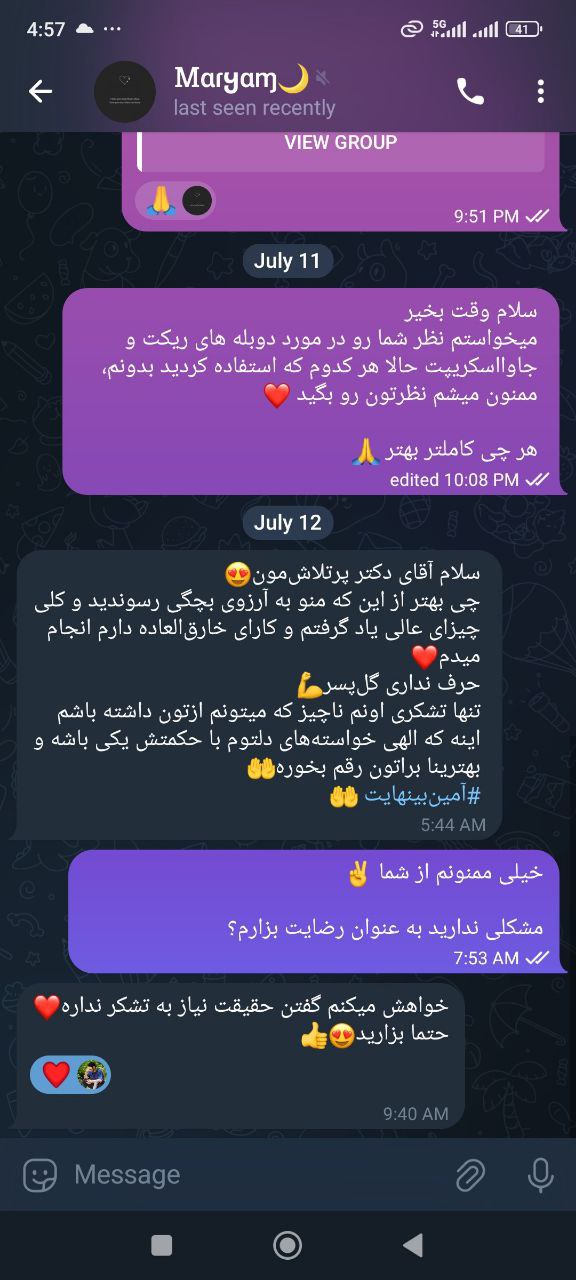 4:57
5G
41
Maryam🌙
last seen recently
VIEW GROUP
🙏
9:51 PM
July 11
سلام وقت بخیر
میخواستم نظر شما رو در مورد دوبله های ریکت و
جاوااسکریپت حالا هر کدوم که استفاده کردید بدونم،
ممنون میشم نظرتون رو بگید ❤️
هر چی کاملتر بهتر 🙏
edited 10:08 PM
July 12
سلام آقای دکتر پرتلاش‌مون😍
چی بهتر از این که منو به آرزوی بچگی رسوندید و کلی
چیزای عالی یاد گرفتم و کارای خارق‌العاده دارم انجام
میدم❤️
حرف نداری گل‌پسر💪
تنها تشکری اونم ناچیز که میتونم ازتون داشته باشم
اینه که الهی خواسته‌های دلتوم با حکمتش یکی باشه و
بهترینا براتون رقم بخوره🤲
#آمین‌بینهایت 🤲
5:44 AM
خیلی ممنونم از شما ✌️
مشکلی ندارید به عنوان رضایت بزارم؟
7:53 AM
خواهش میکنم گفتن حقیقت نیاز به تشکر نداره❤️
حتما بزارید😍👍
❤️
9:40 AM
Message